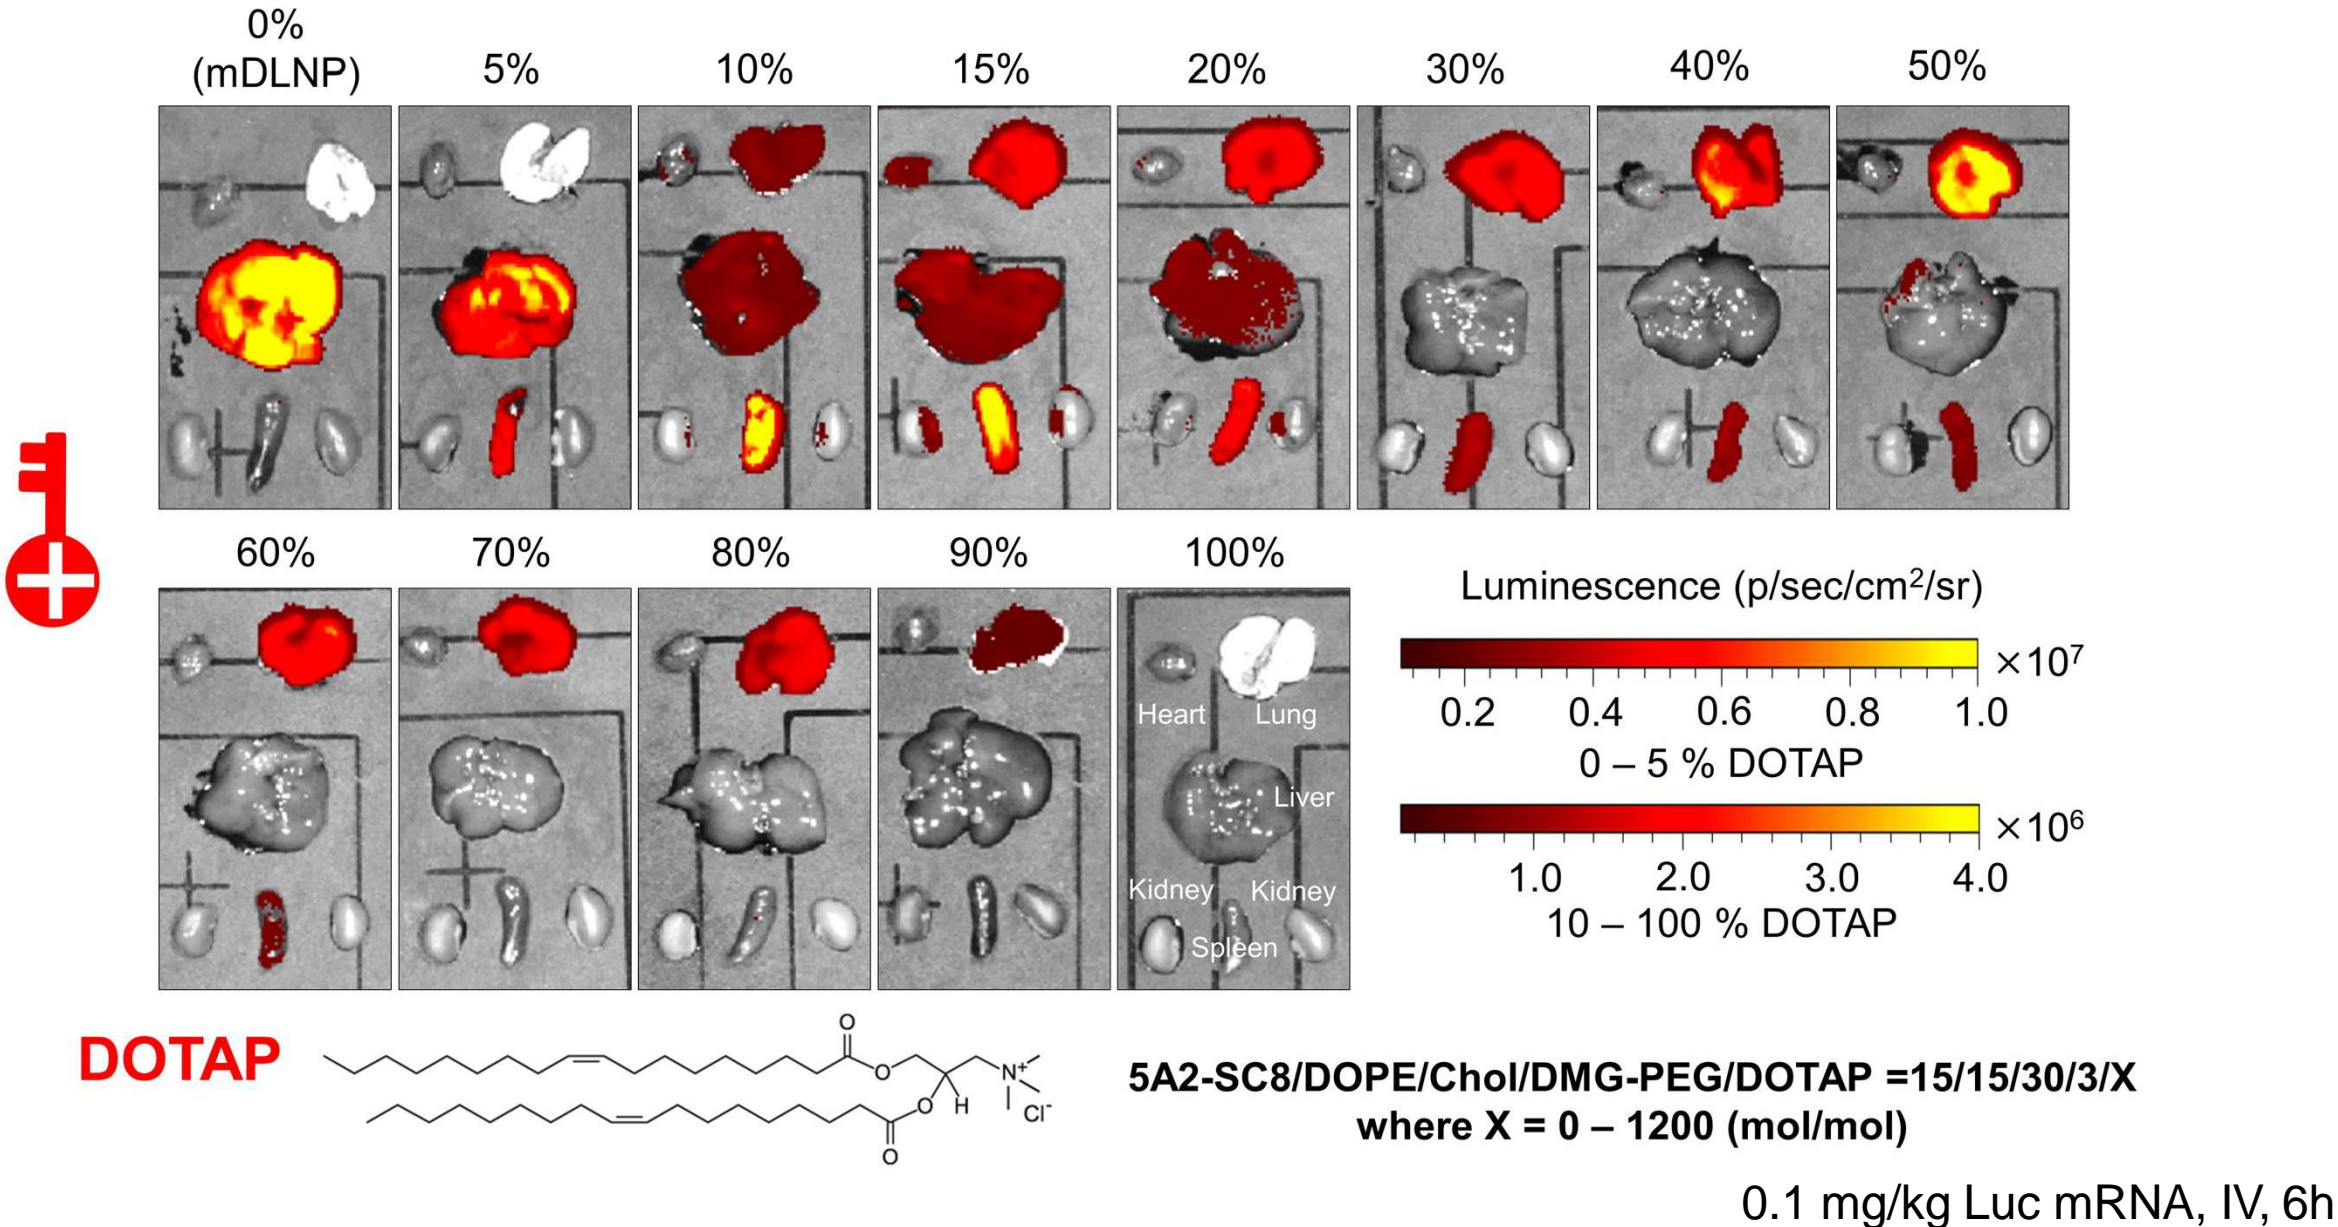 0%
(mDLNP)
5%
10%
15%
20%
30%
40%
50%
60%
70%
80%
90%
100%
Heart Lung
Liver
Kidney Kidney
Spleen
Luminescence (p/sec/cm²/sr)
×10⁷
0.2 0.4 0.6 0.8 1.0
0 – 5 % DOTAP
×10⁶
1.0 2.0 3.0 4.0
10 – 100 % DOTAP
DOTAP
O
O
N⁺
O H
Cl⁻
O
5A2-SC8/DOPE/Chol/DMG-PEG/DOTAP =15/15/30/3/X
where X = 0 – 1200 (mol/mol)
0.1 mg/kg Luc mRNA, IV, 6h